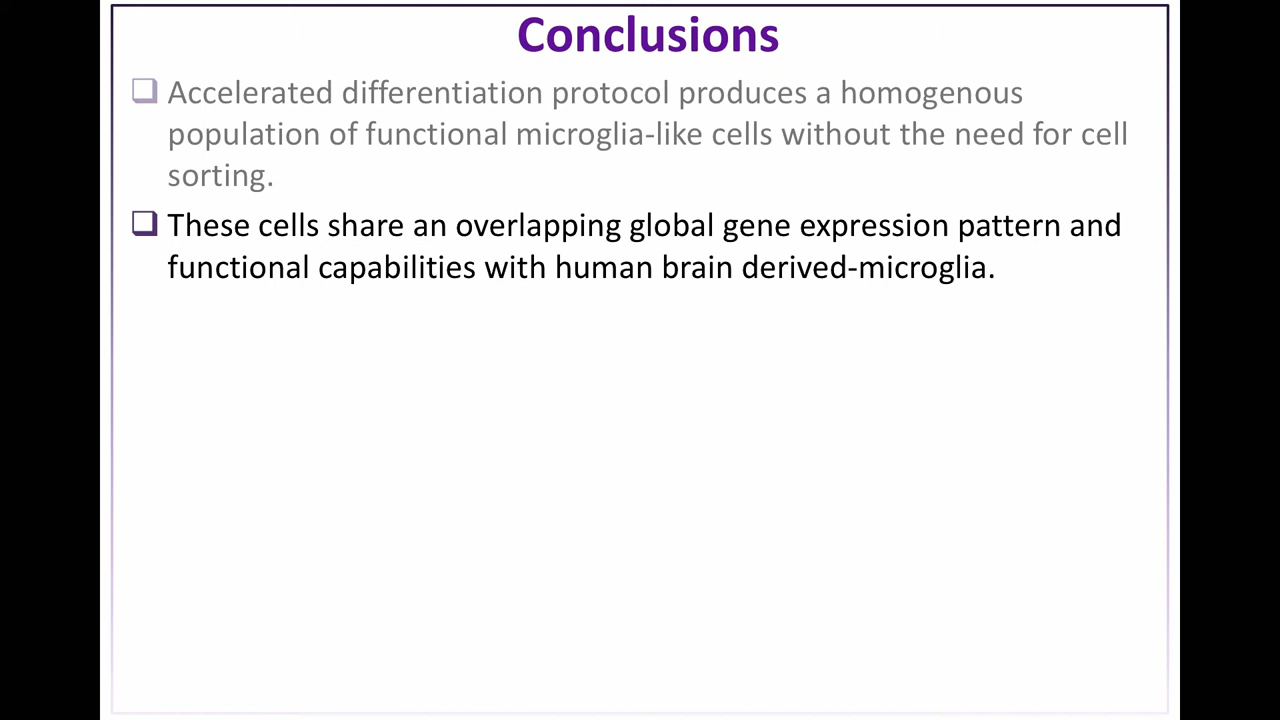 Conclusions
❑ Accelerated differentiation protocol produces a homogenous
population of functional microglia-like cells without the need for cell
sorting.
❑ These cells share an overlapping global gene expression pattern and
functional capabilities with human brain derived-microglia.